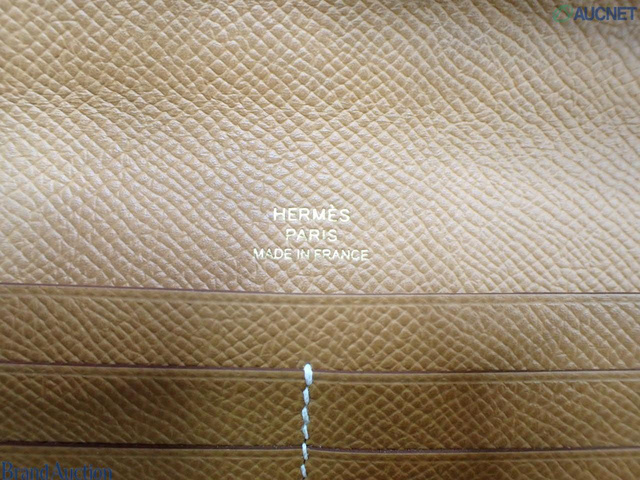 AUCNET
HERMÈS
PARIS
MADE IN FRANCE
Brand Auction